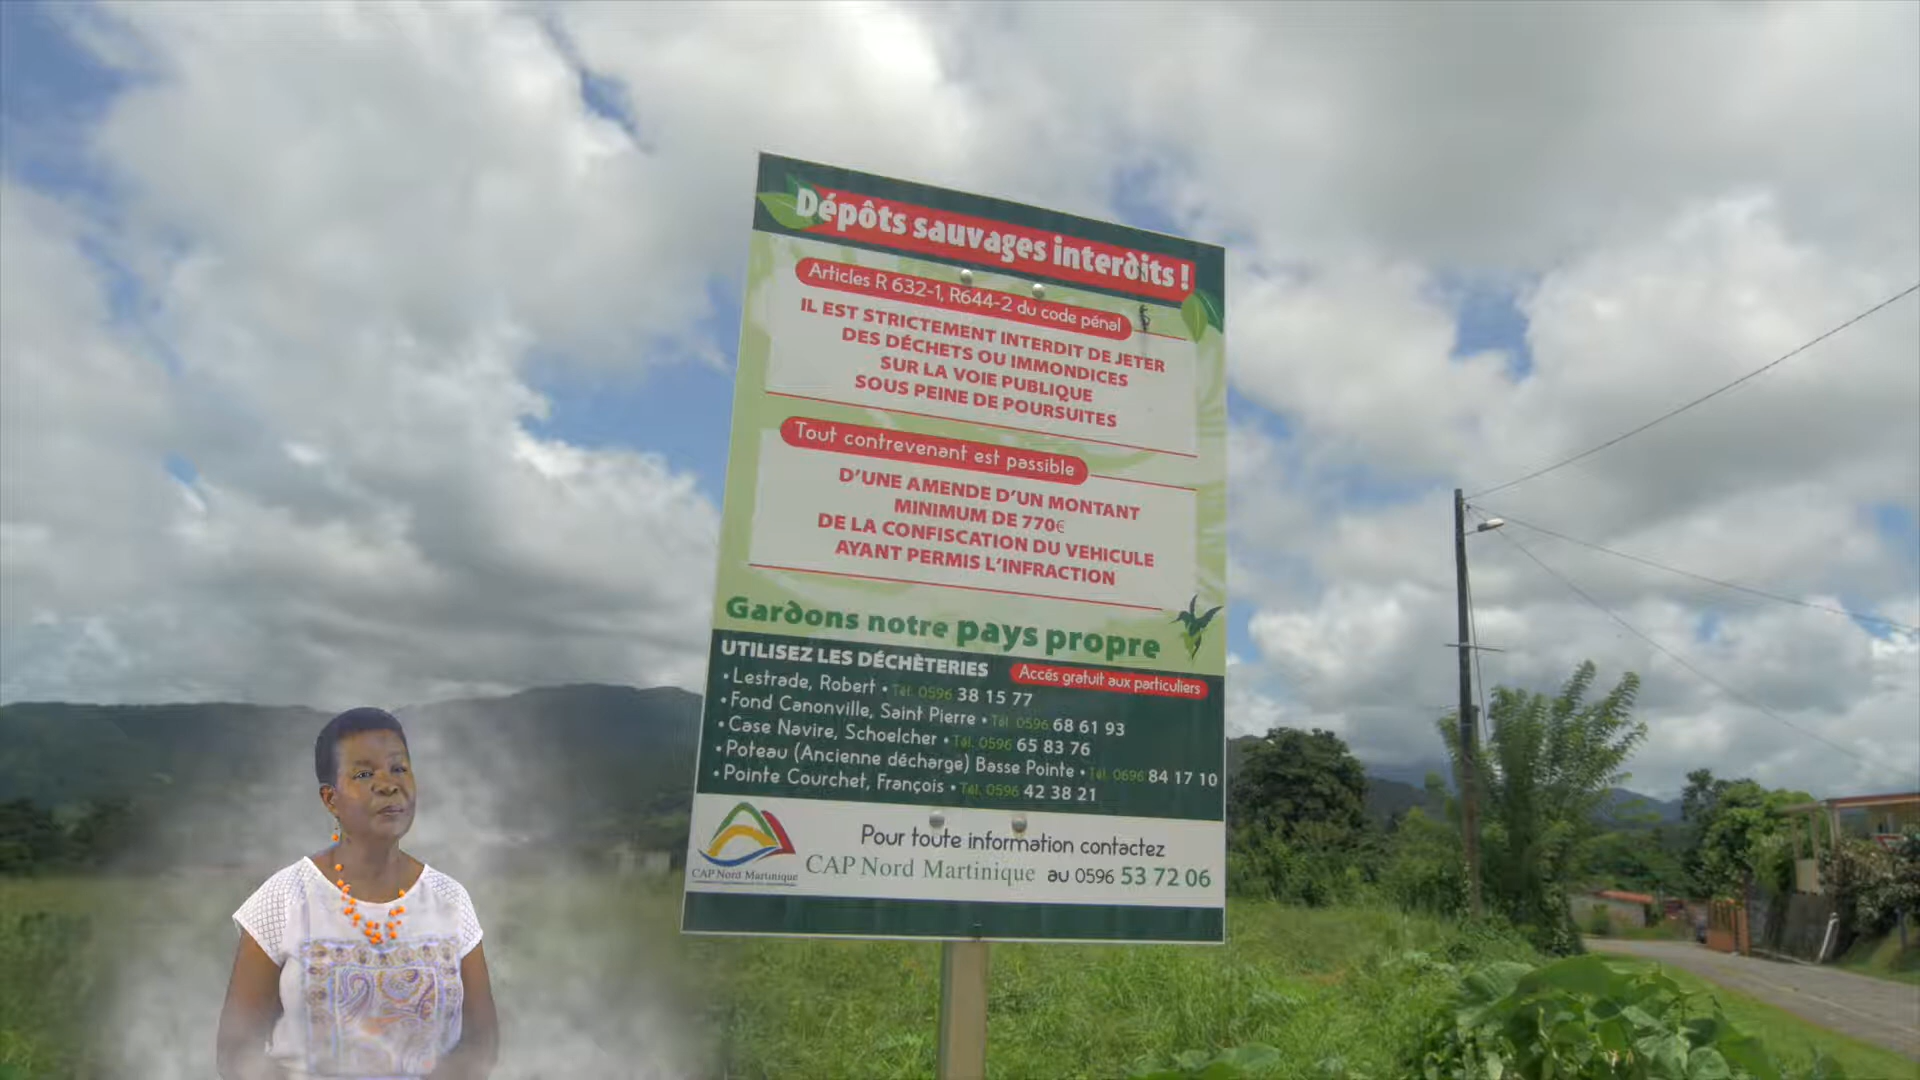 Dépôts sauvages interdits !
Articles R 632-1, R644-2 du code pénal
IL EST STRICTEMENT INTERDIT DE JETER
DES DÉCHETS OU IMMONDICES
SUR LA VOIE PUBLIQUE
SOUS PEINE DE POURSUITES
Tout contrevenant est passible
D'UNE AMENDE D'UN MONTANT
MINIMUM DE 770€
DE LA CONFISCATION DU VEHICULE
AYANT PERMIS L'INFRACTION
Gardons notre pays propre
UTILISEZ LES DÉCHÈTERIES Accés gratuit aux particuliers
• Lestrade, Robert • Tél. 0596 38 15 77
• Fond Canonville, Saint Pierre • Tél. 0596 68 61 93
• Case Navire, Schoelcher • Tél. 0596 65 83 76
• Poteau (Ancienne décharge) Basse Pointe • Tél. 0696 84 17 10
• Pointe Courchet, François • Tél. 0596 42 38 21
Pour toute information contactez
CAP Nord Martinique au 0596 53 72 06
CAP Nord Martinique